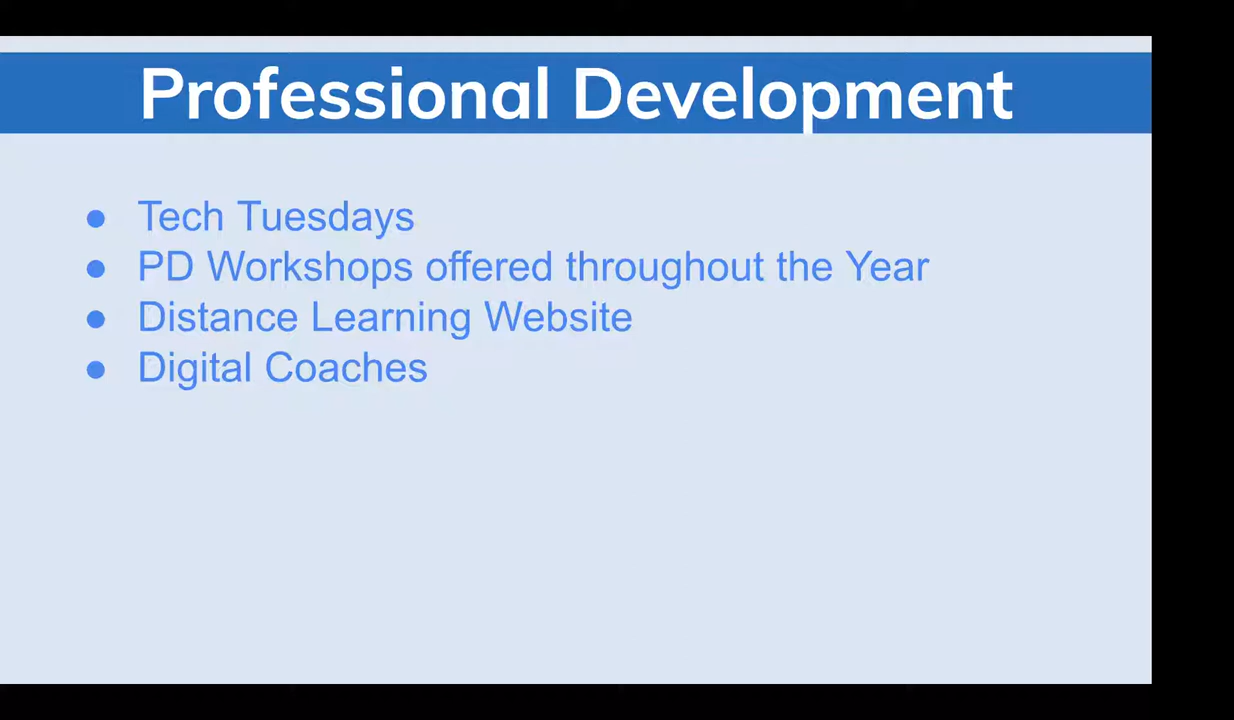 Professional Development
● Tech Tuesdays
● PD Workshops offered throughout the Year
● Distance Learning Website
● Digital Coaches